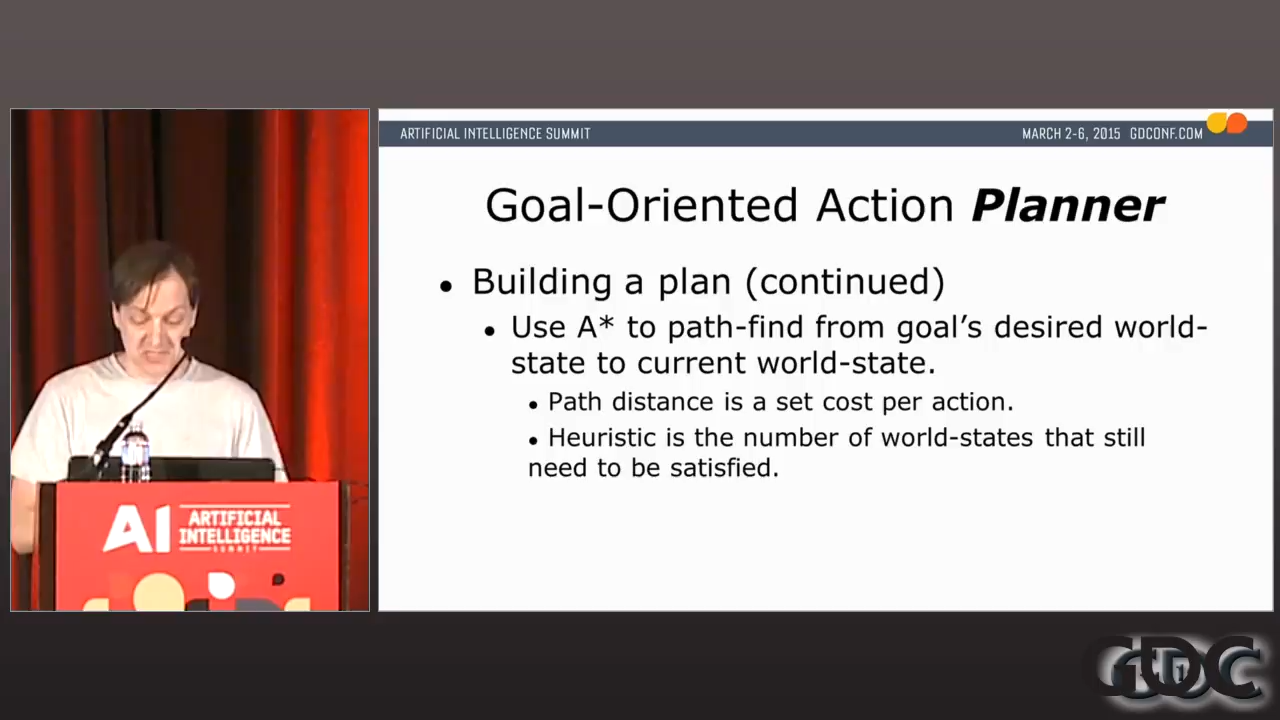 ARTIFICIAL INTELLIGENCE SUMMIT
MARCH 2-6, 2015 GDCONF.COM
Goal-Oriented Action Planner
• Building a plan (continued)
• Use A* to path-find from goal's desired world-
state to current world-state.
• Path distance is a set cost per action.
• Heuristic is the number of world-states that still
need to be satisfied.
AI ARTIFICIAL
INTELLIGENCE
SUMMIT
GDC